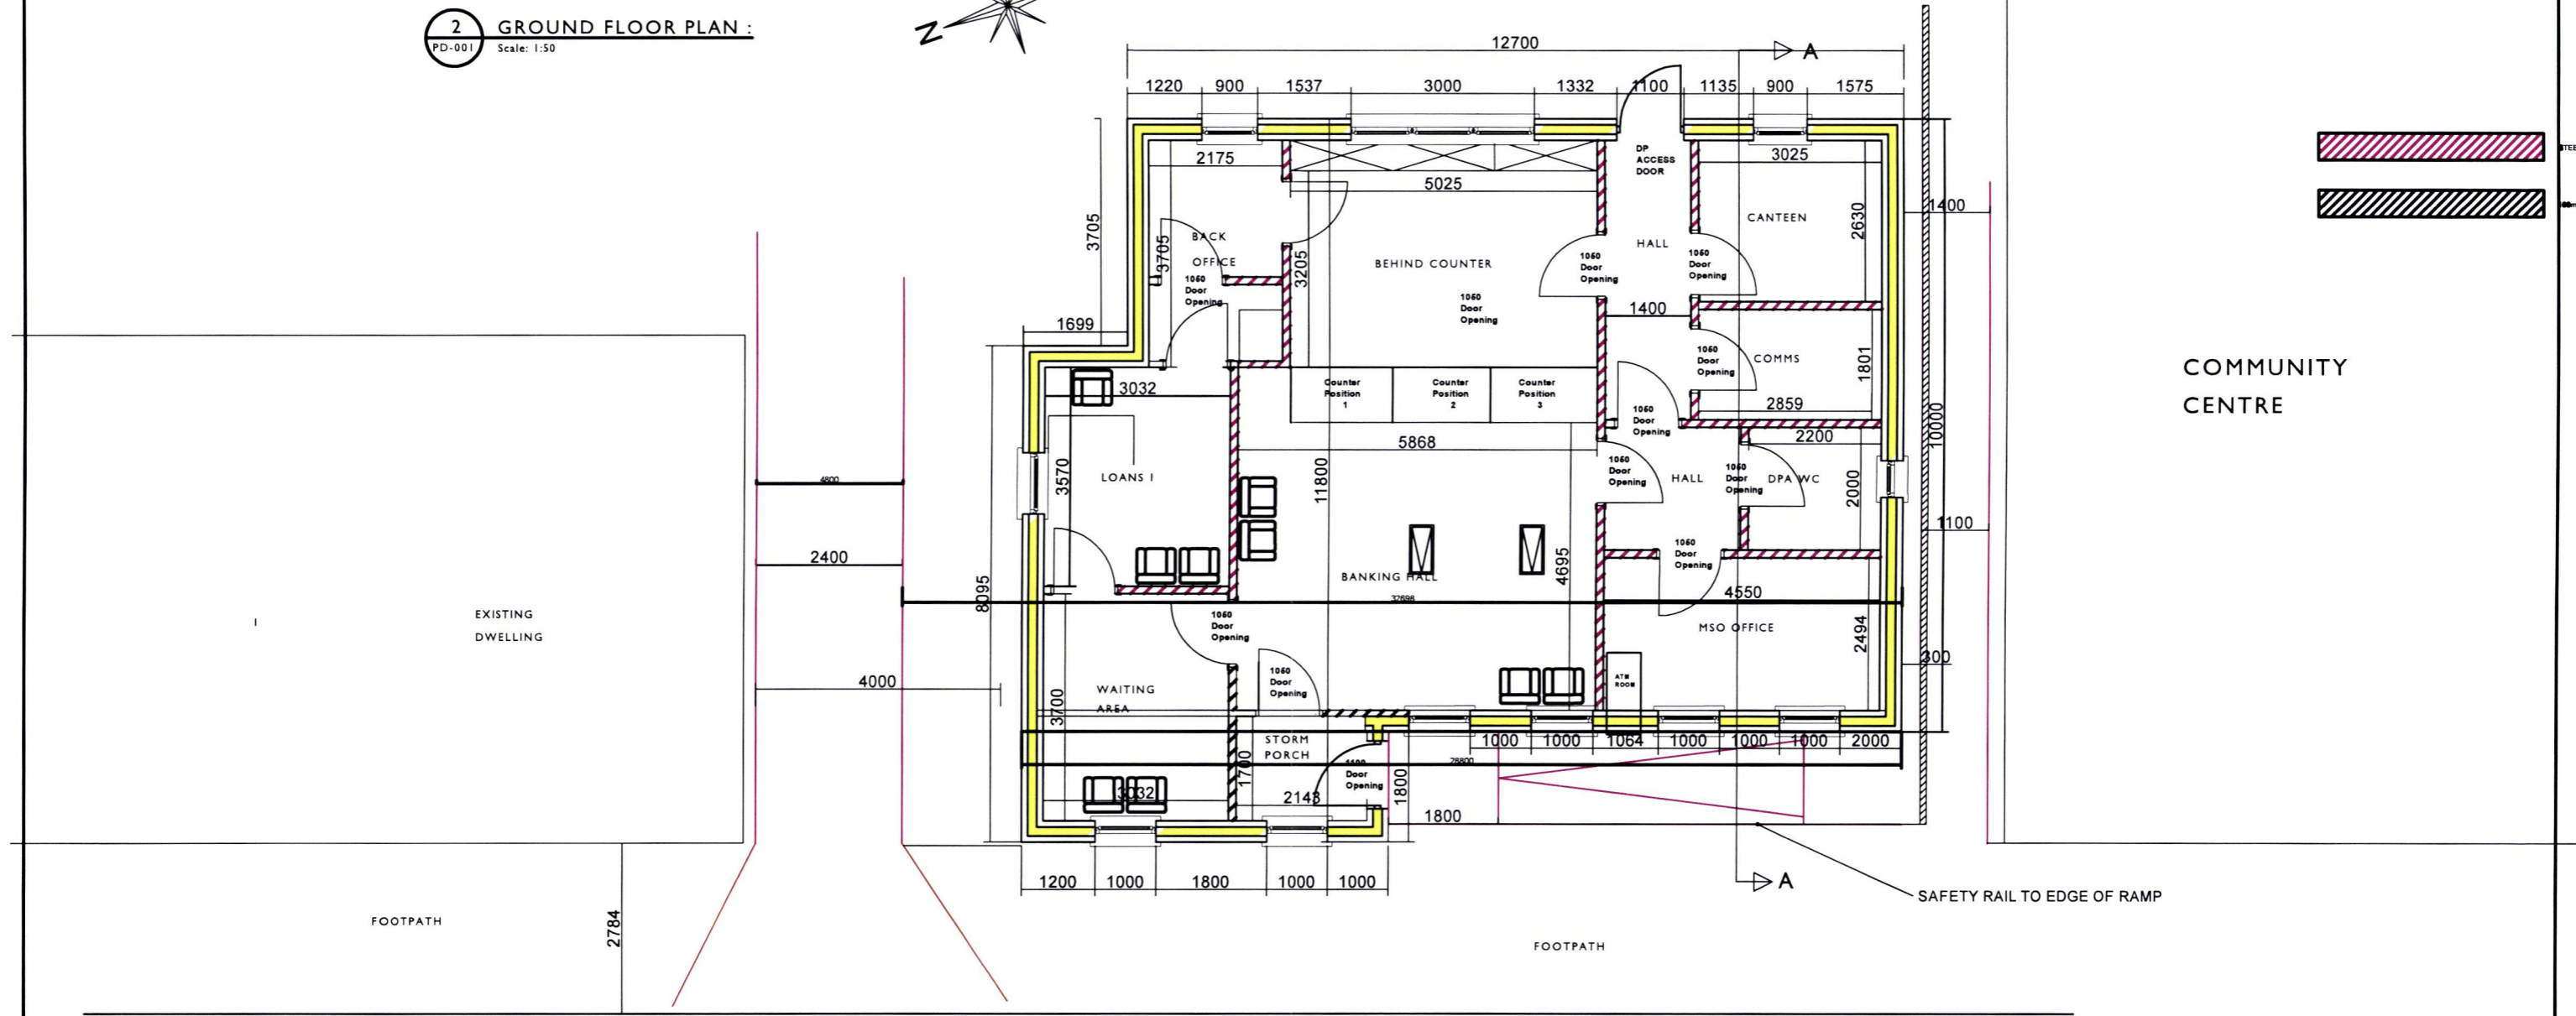 2
PD-001
GROUND FLOOR PLAN :
Scale: 1:50
N
12700
A
1220
900
1537
3000
1332
1100
1135
900
1575
2175
5025
DP
ACCESS
DOOR
3025
3705
3705
BACK
OFFICE
1050
Door
Opening
3205
BEHIND COUNTER
1050
Door
Opening
1050
Door
Opening
HALL
1050
Door
Opening
CANTEEN
2630
1400
1400
1699
3032
Counter
Position
1
Counter
Position
2
Counter
Position
3
1050
Door
Opening
COMMS
1801
2859
10000
COMMUNITY
CENTRE
1050
Door
Opening
5868
2200
3570
LOANS 1
11800
1050
Door
Opening
HALL
1050
Door
Opening
DPA WC
2000
4800
2400
1100
1050
Door
Opening
4695
BANKING HALL
32698
4550
8095
EXISTING
DWELLING
1
1050
Door
Opening
MSO OFFICE
2494
300
4000
WAITING
AREA
3700
1050
Door
Opening
ATM
ROOM
STORM
PORCH
1700
1100
Door
Opening
1000
1000
1064
1000
1000
1000
2000
28800
3032
2143
1800
1800
1200
1000
1800
1000
1000
A
SAFETY RAIL TO EDGE OF RAMP
FOOTPATH
2784
FOOTPATH